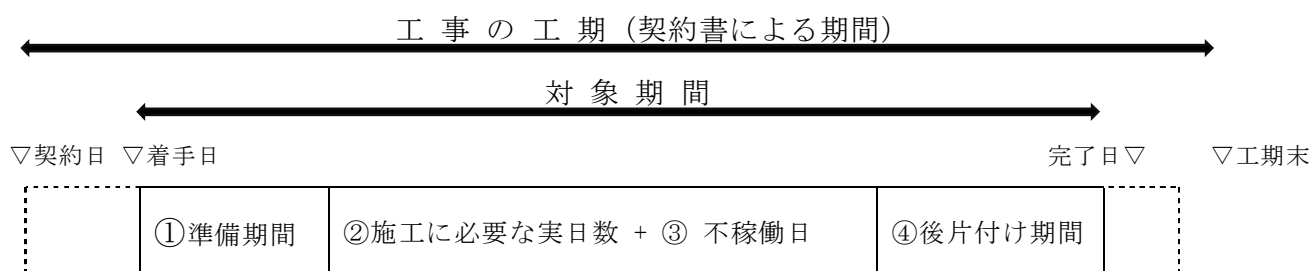 工 事 の 工 期（契約書による期間）
対 象 期 間
▽契約日 ▽着手日 完了日▽ ▽工期末
①準備期間 ②施工に必要な実日数 + ③ 不稼働日 ④後片付け期間